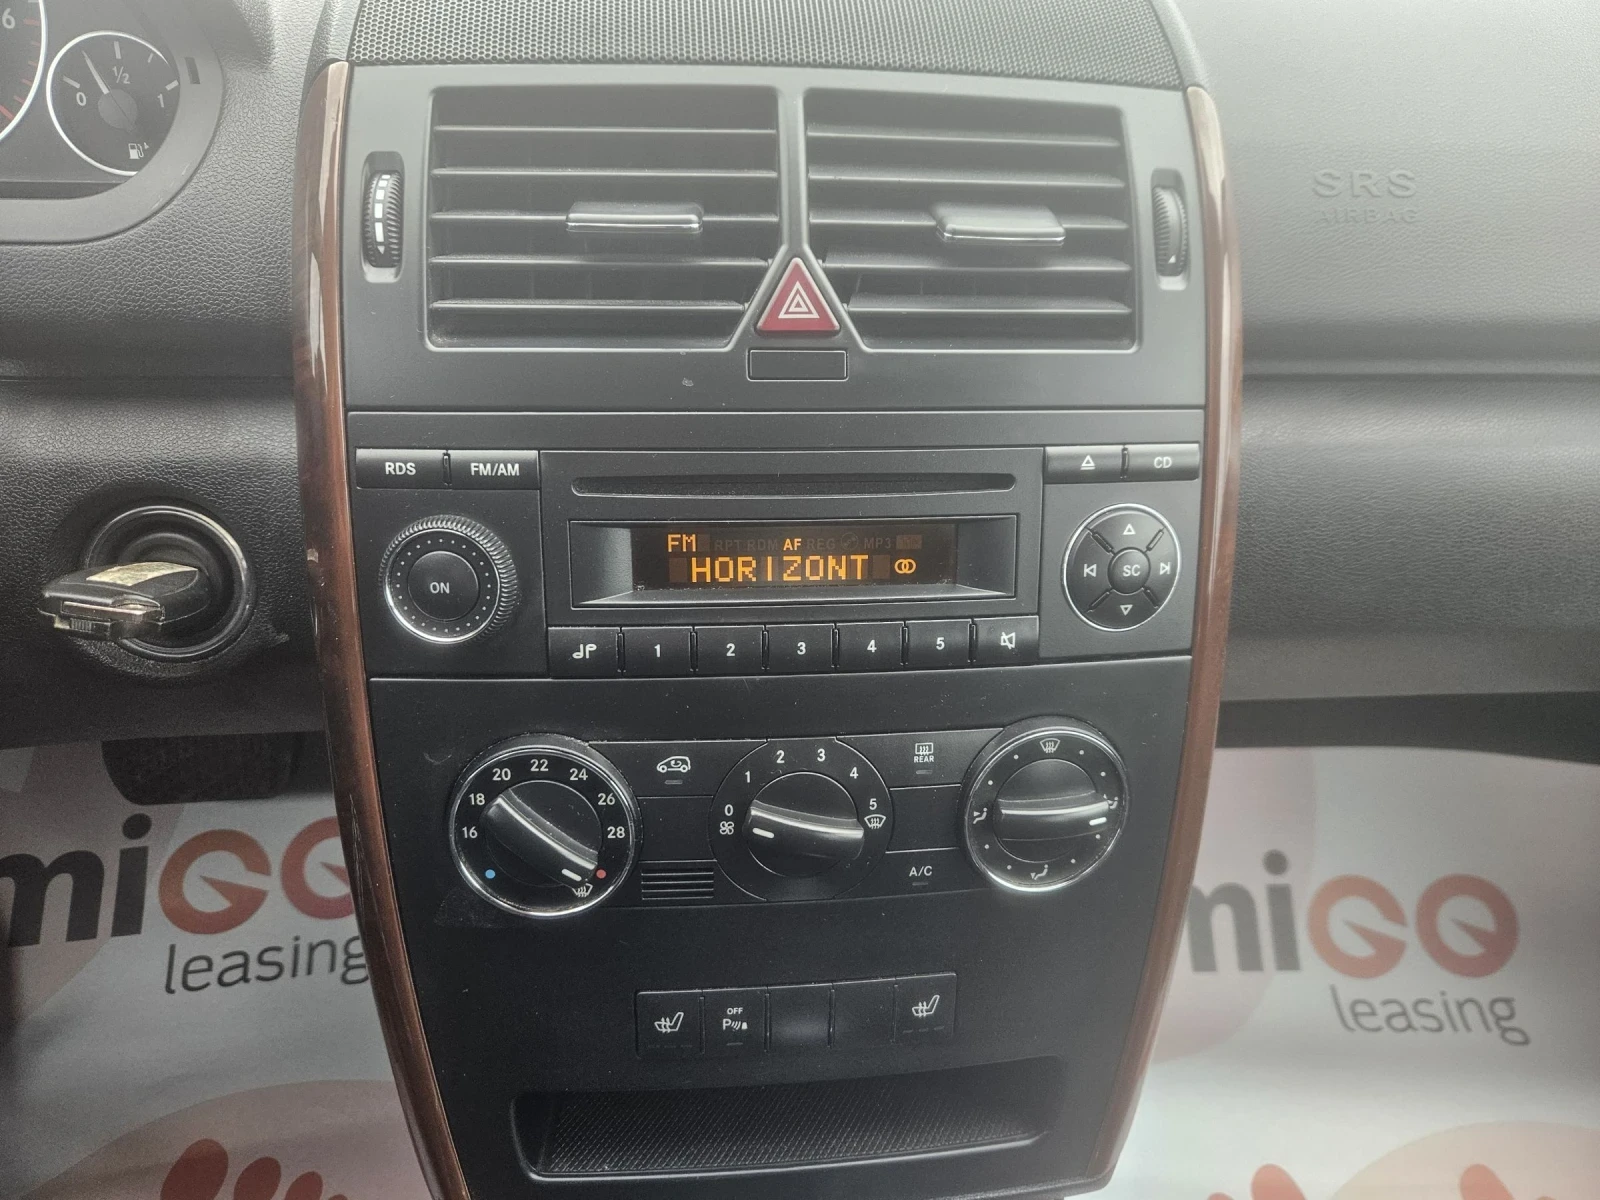 6
0 1/2 1
SRS
AIRBAG
RDS FM/AM
CD
FM RPT RDM AF REG MP3
HORIZONT
ON
SC
1 2 3 4 5
16 18 20 22 24 26 28
0 1 2 3 4 5
REAR
A/C
OFF
P
miGO
leasing
miGO
leasing